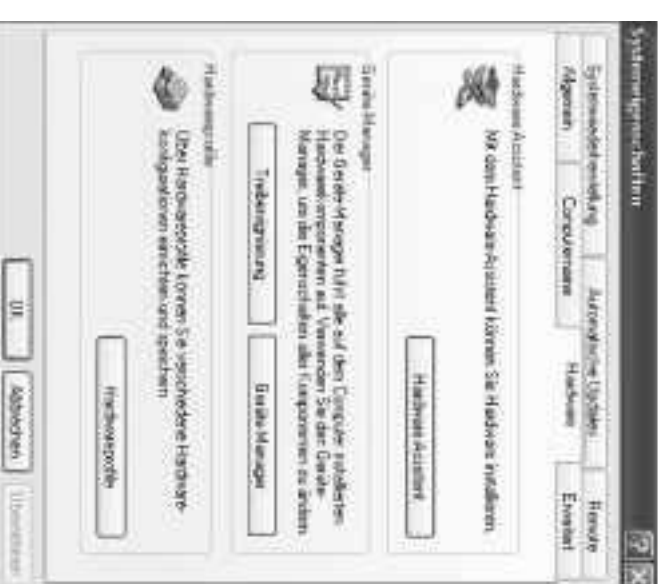 Systemeigenschaften
Systemwiederherstellung Automatische Updates Remote
Allgemein Computername Hardware Erweitert
Hardware-Assistent
Mit dem Hardware-Assistent können Sie Hardware installieren.
Hardware-Assistent
Geräte-Manager
Der Geräte-Manager führt alle auf dem Computer installierten
Hardwarekomponenten auf. Verwenden Sie den Geräte-
Manager, um die Eigenschaften aller Komponenten zu ändern.
Treibersignierung Geräte-Manager
Hardwareprofile
Über Hardwareprofile können Sie verschiedene Hardware-
konfigurationen einrichten und speichern.
Hardwareprofile
OK Abbrechen Übernehmen